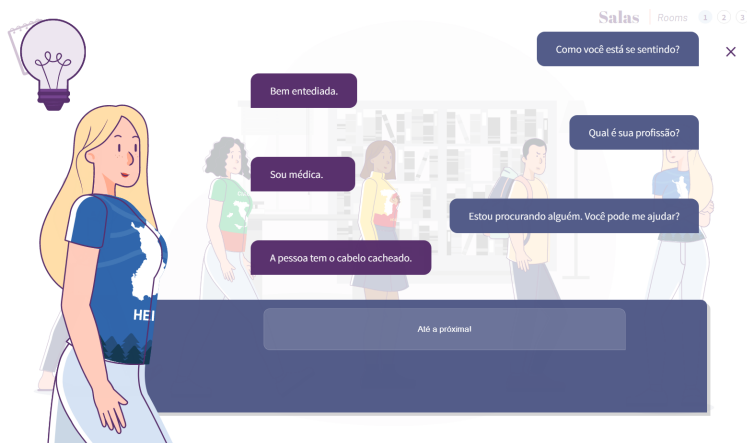 Salas Rooms 1 2 3
Como você está se sentindo?
Bem entediada.
Qual é sua profissão?
Sou médica.
Estou procurando alguém. Você pode me ajudar?
A pessoa tem o cabelo cacheado.
HEI
Até a próxima!